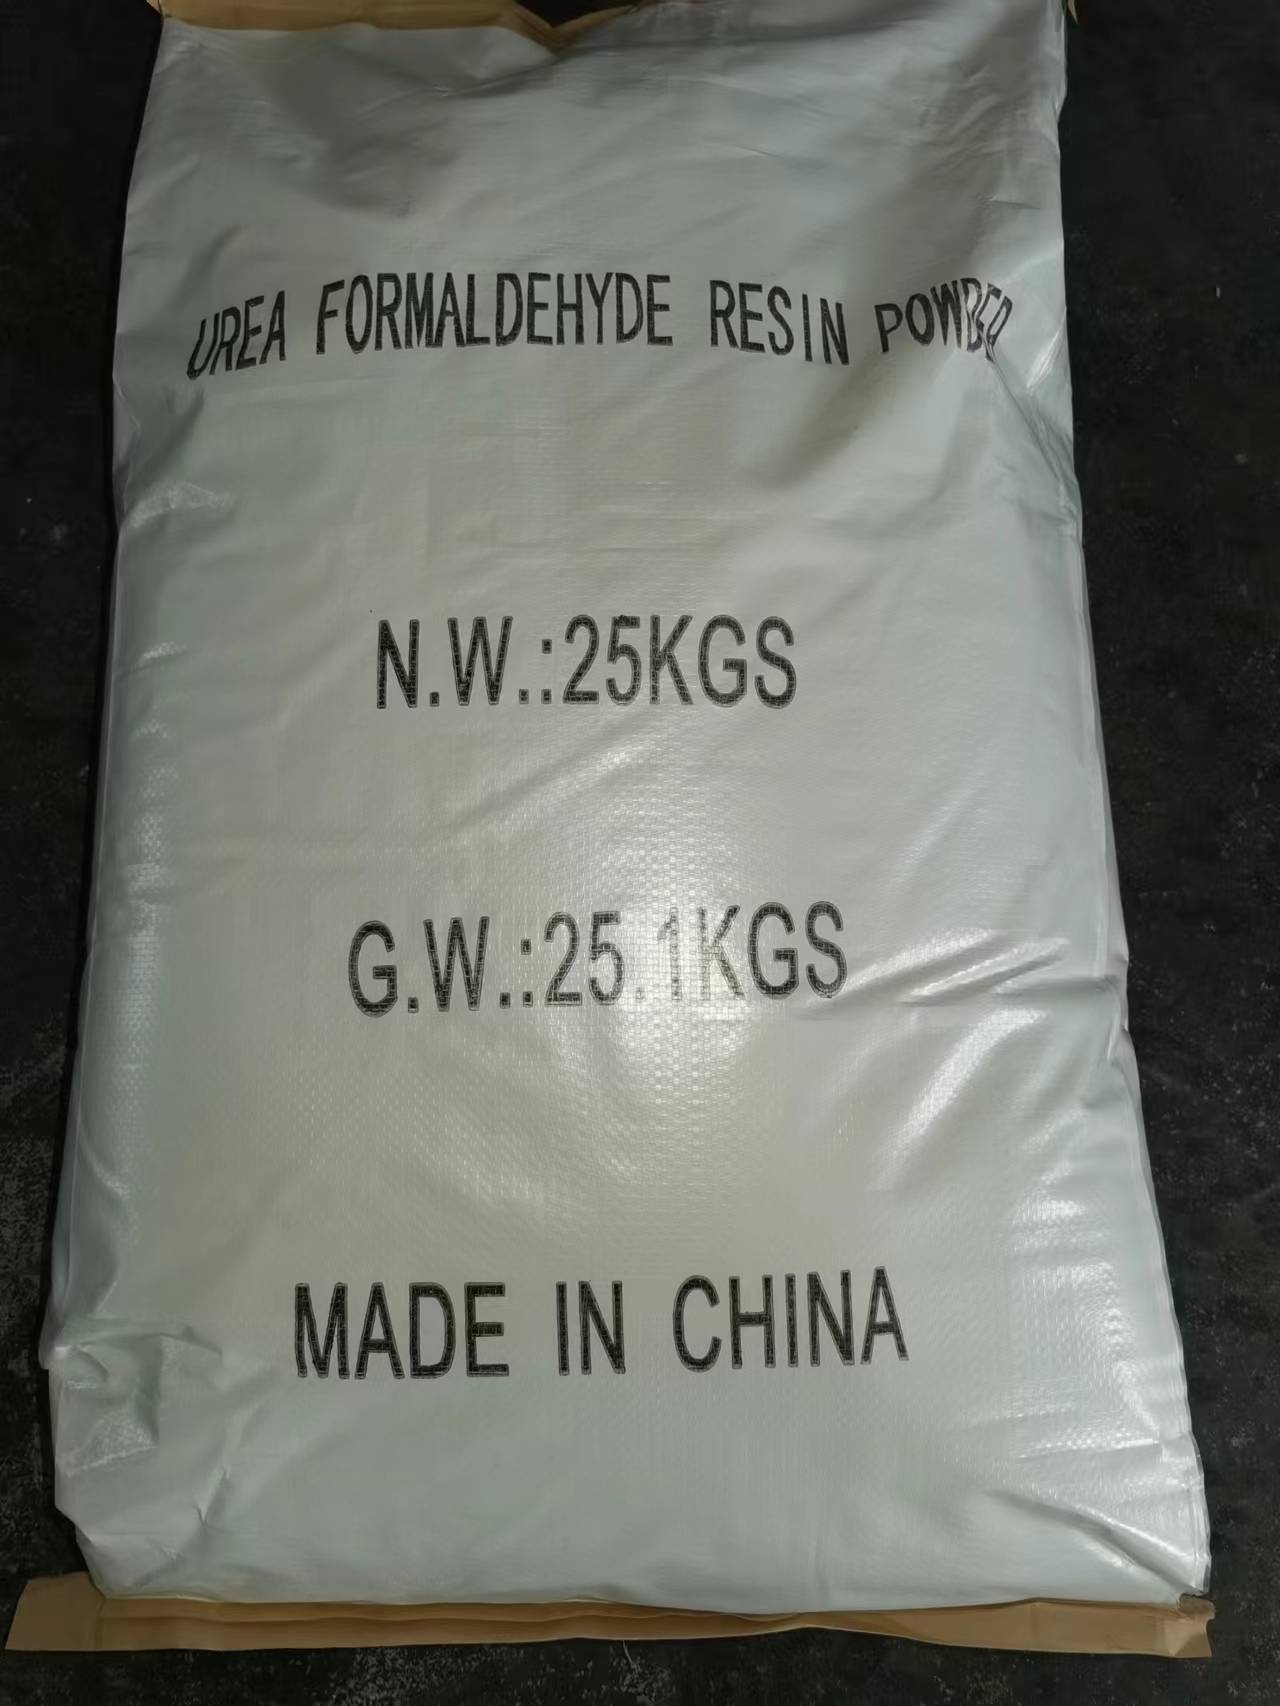 UREA FORMALDEHYDE RESIN POWDER
N.W.:25KGS
G.W.:25.1KGS
MADE IN CHINA